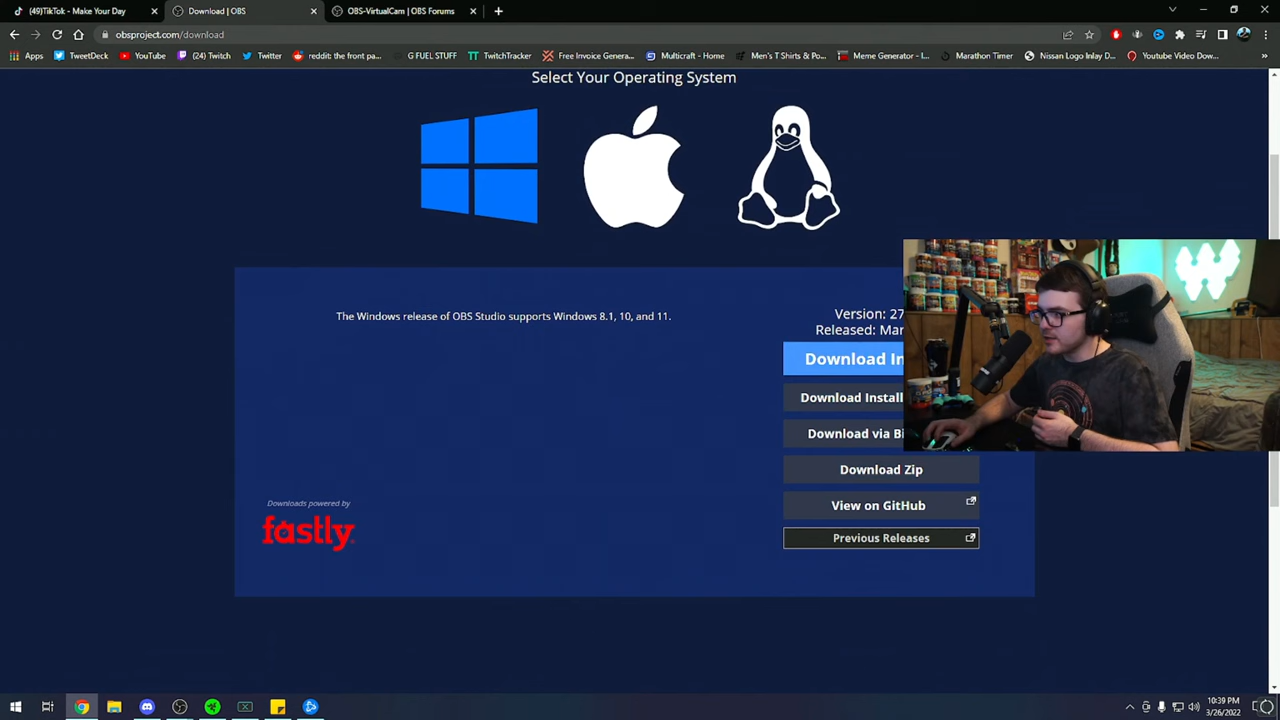 (49)TikTok - Make Your Day
Download | OBS
OBS-VirtualCam | OBS Forums
obsproject.com/download
Apps
TweetDeck
YouTube
(24) Twitch
Twitter
reddit: the front pa...
G FUEL STUFF
TwitchTracker
Free Invoice Genera...
Multicraft - Home
Men's T Shirts & Po...
Meme Generator - I...
Marathon Timer
Nissan Logo Inlay D...
Youtube Video Dow...
Select Your Operating System
The Windows release of OBS Studio supports Windows 8.1, 10, and 11.
Version: 27
Released: Mar
Download In
Download Install
Download via Bi
Download Zip
View on GitHub
Previous Releases
Downloads powered by
fastly
10:39 PM
3/26/2022